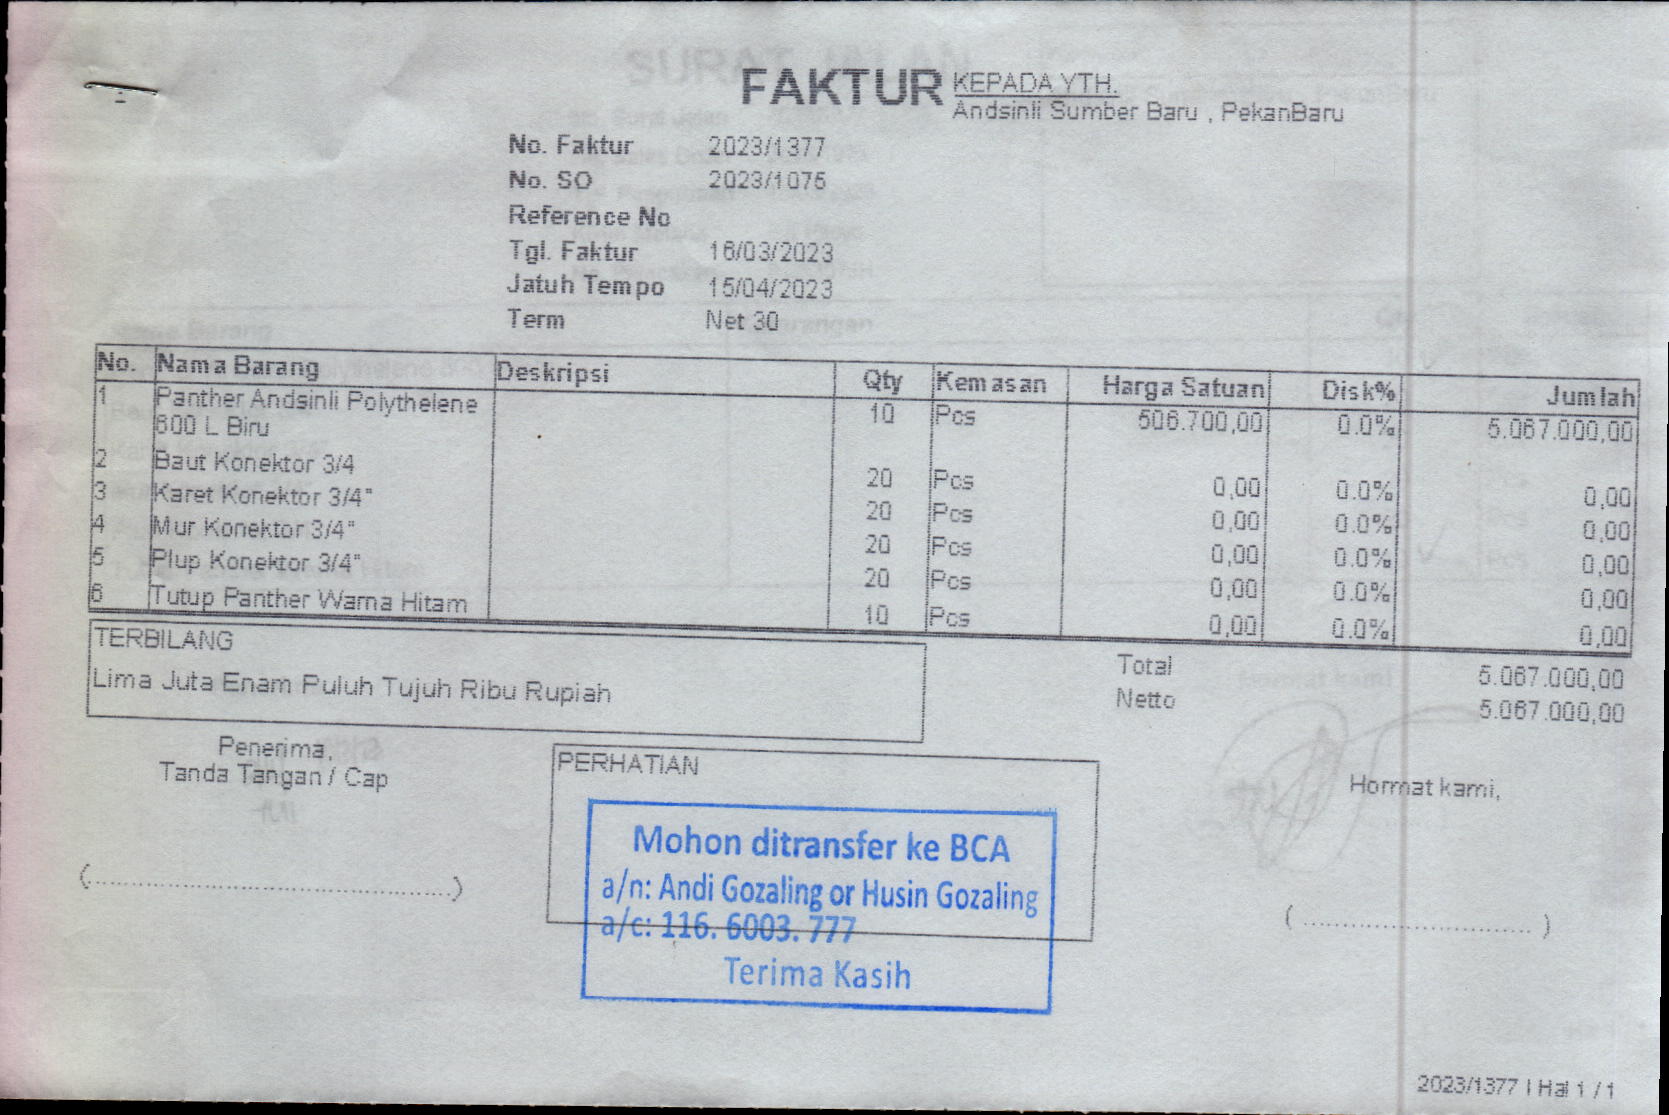 FAKTUR
KEPADA YTH.
Andsinli Sumber Baru , PekanBaru
No. Faktur 2023/1377
No. SO 2023/1075
Reference No
Tgl. Faktur 16/03/2023
Jatuh Tempo 15/04/2023
Term Net 30
No. Nama Barang Deskripsi Qty Kemasan Harga Satuan Disk% Jumlah
1 Panther Andsinli Polythelene 10 Pcs 506.700,00 0.0% 5.067.000,00
600 L Biru
2 Baut Konektor 3/4 20 Pcs 0,00 0.0% 0,00
3 Karet Konektor 3/4" 20 Pcs 0,00 0.0% 0,00
4 Mur Konektor 3/4" 20 Pcs 0,00 0.0% 0,00
5 Plup Konektor 3/4" 20 Pcs 0,00 0.0% 0,00
6 Tutup Panther Warna Hitam 10 Pcs 0,00 0.0% 0,00
TERBILANG
Lima Juta Enam Puluh Tujuh Ribu Rupiah
Total 5.067.000,00
Netto 5.067.000,00
Penerima,
Tanda Tangan / Cap
(............................................)
PERHATIAN
Mohon ditransfer ke BCA
a/n: Andi Gozaling or Husin Gozaling
a/c: 116. 6003. 777
Terima Kasih
Hormat kami,
( ............................... )
2023/1377 | Hal 1 / 1